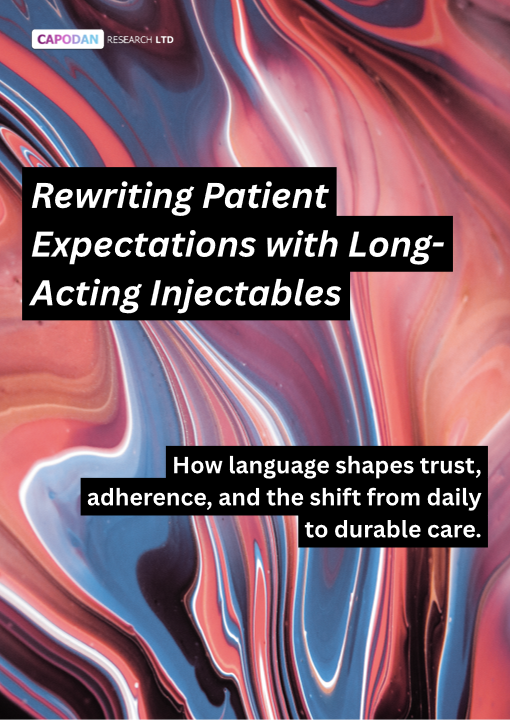 CAPODAN RESEARCH LTD
Rewriting Patient
Expectations with Long-
Acting Injectables
How language shapes trust,
adherence, and the shift from daily
to durable care.